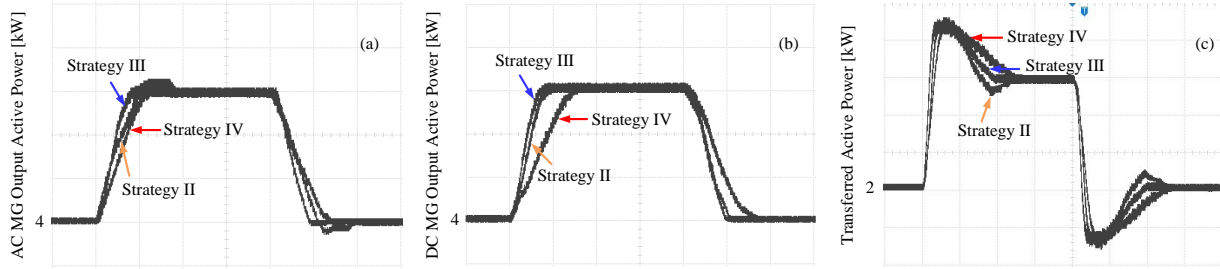 AC MG Output Active Power [kW]
(a)
Strategy III
Strategy IV
Strategy II
4
DC MG Output Active Power [kW]
(b)
Strategy III
Strategy IV
Strategy II
4
Transferred Active Power [kW]
Strategy IV
(c)
Strategy III
Strategy II
2